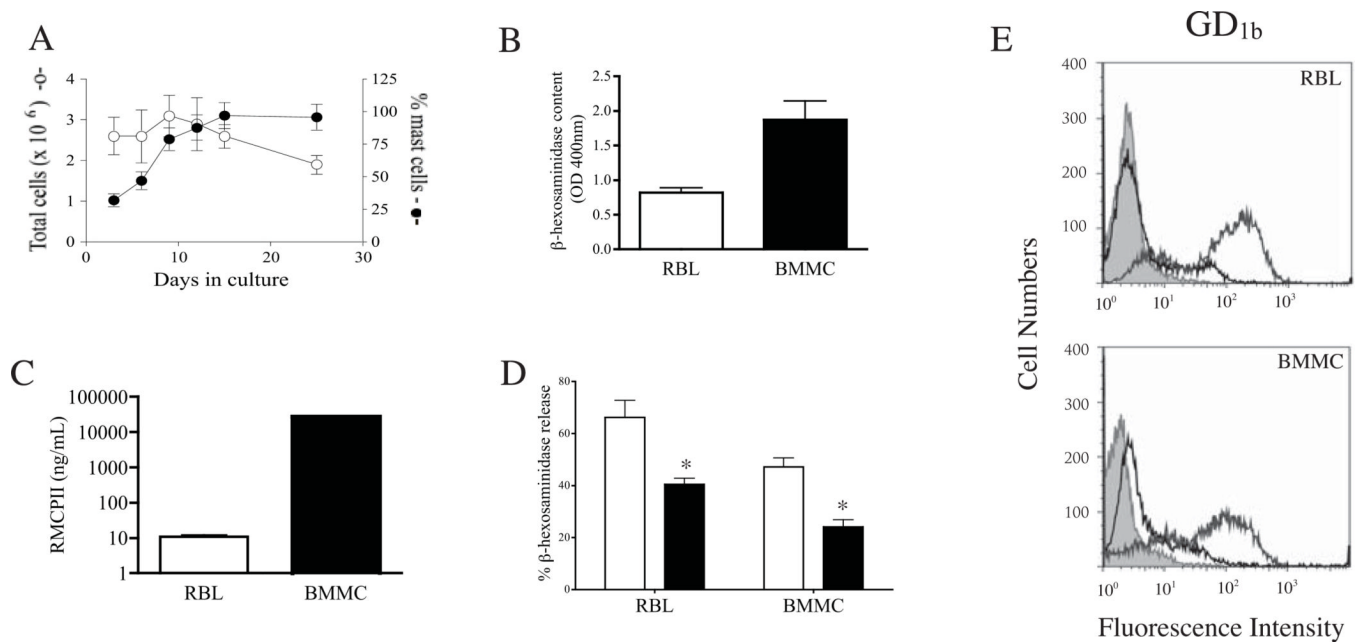 A
Total cells (x 10 6) -o-
4
3
2
1
0
125
100
75
50
25
0
% mast cells - ● -
0
10
20
30
Days in culture
B
β-hexosaminidase content
(OD 400nm)
2.5
2.0
1.5
1.0
0.5
0.0
RBL
BMMC
C
RMCPII (ng/mL)
100000
10000
1000
100
10
1
RBL
BMMC
D
% β-hexosaminidase release
80
60
40
20
0
*
*
RBL
BMMC
E
GD1b
Cell Numbers
RBL
400
300
200
100
10⁰
10¹
10²
10³
BMMC
400
300
200
100
10⁰
10¹
10²
10³
Fluorescence Intensity